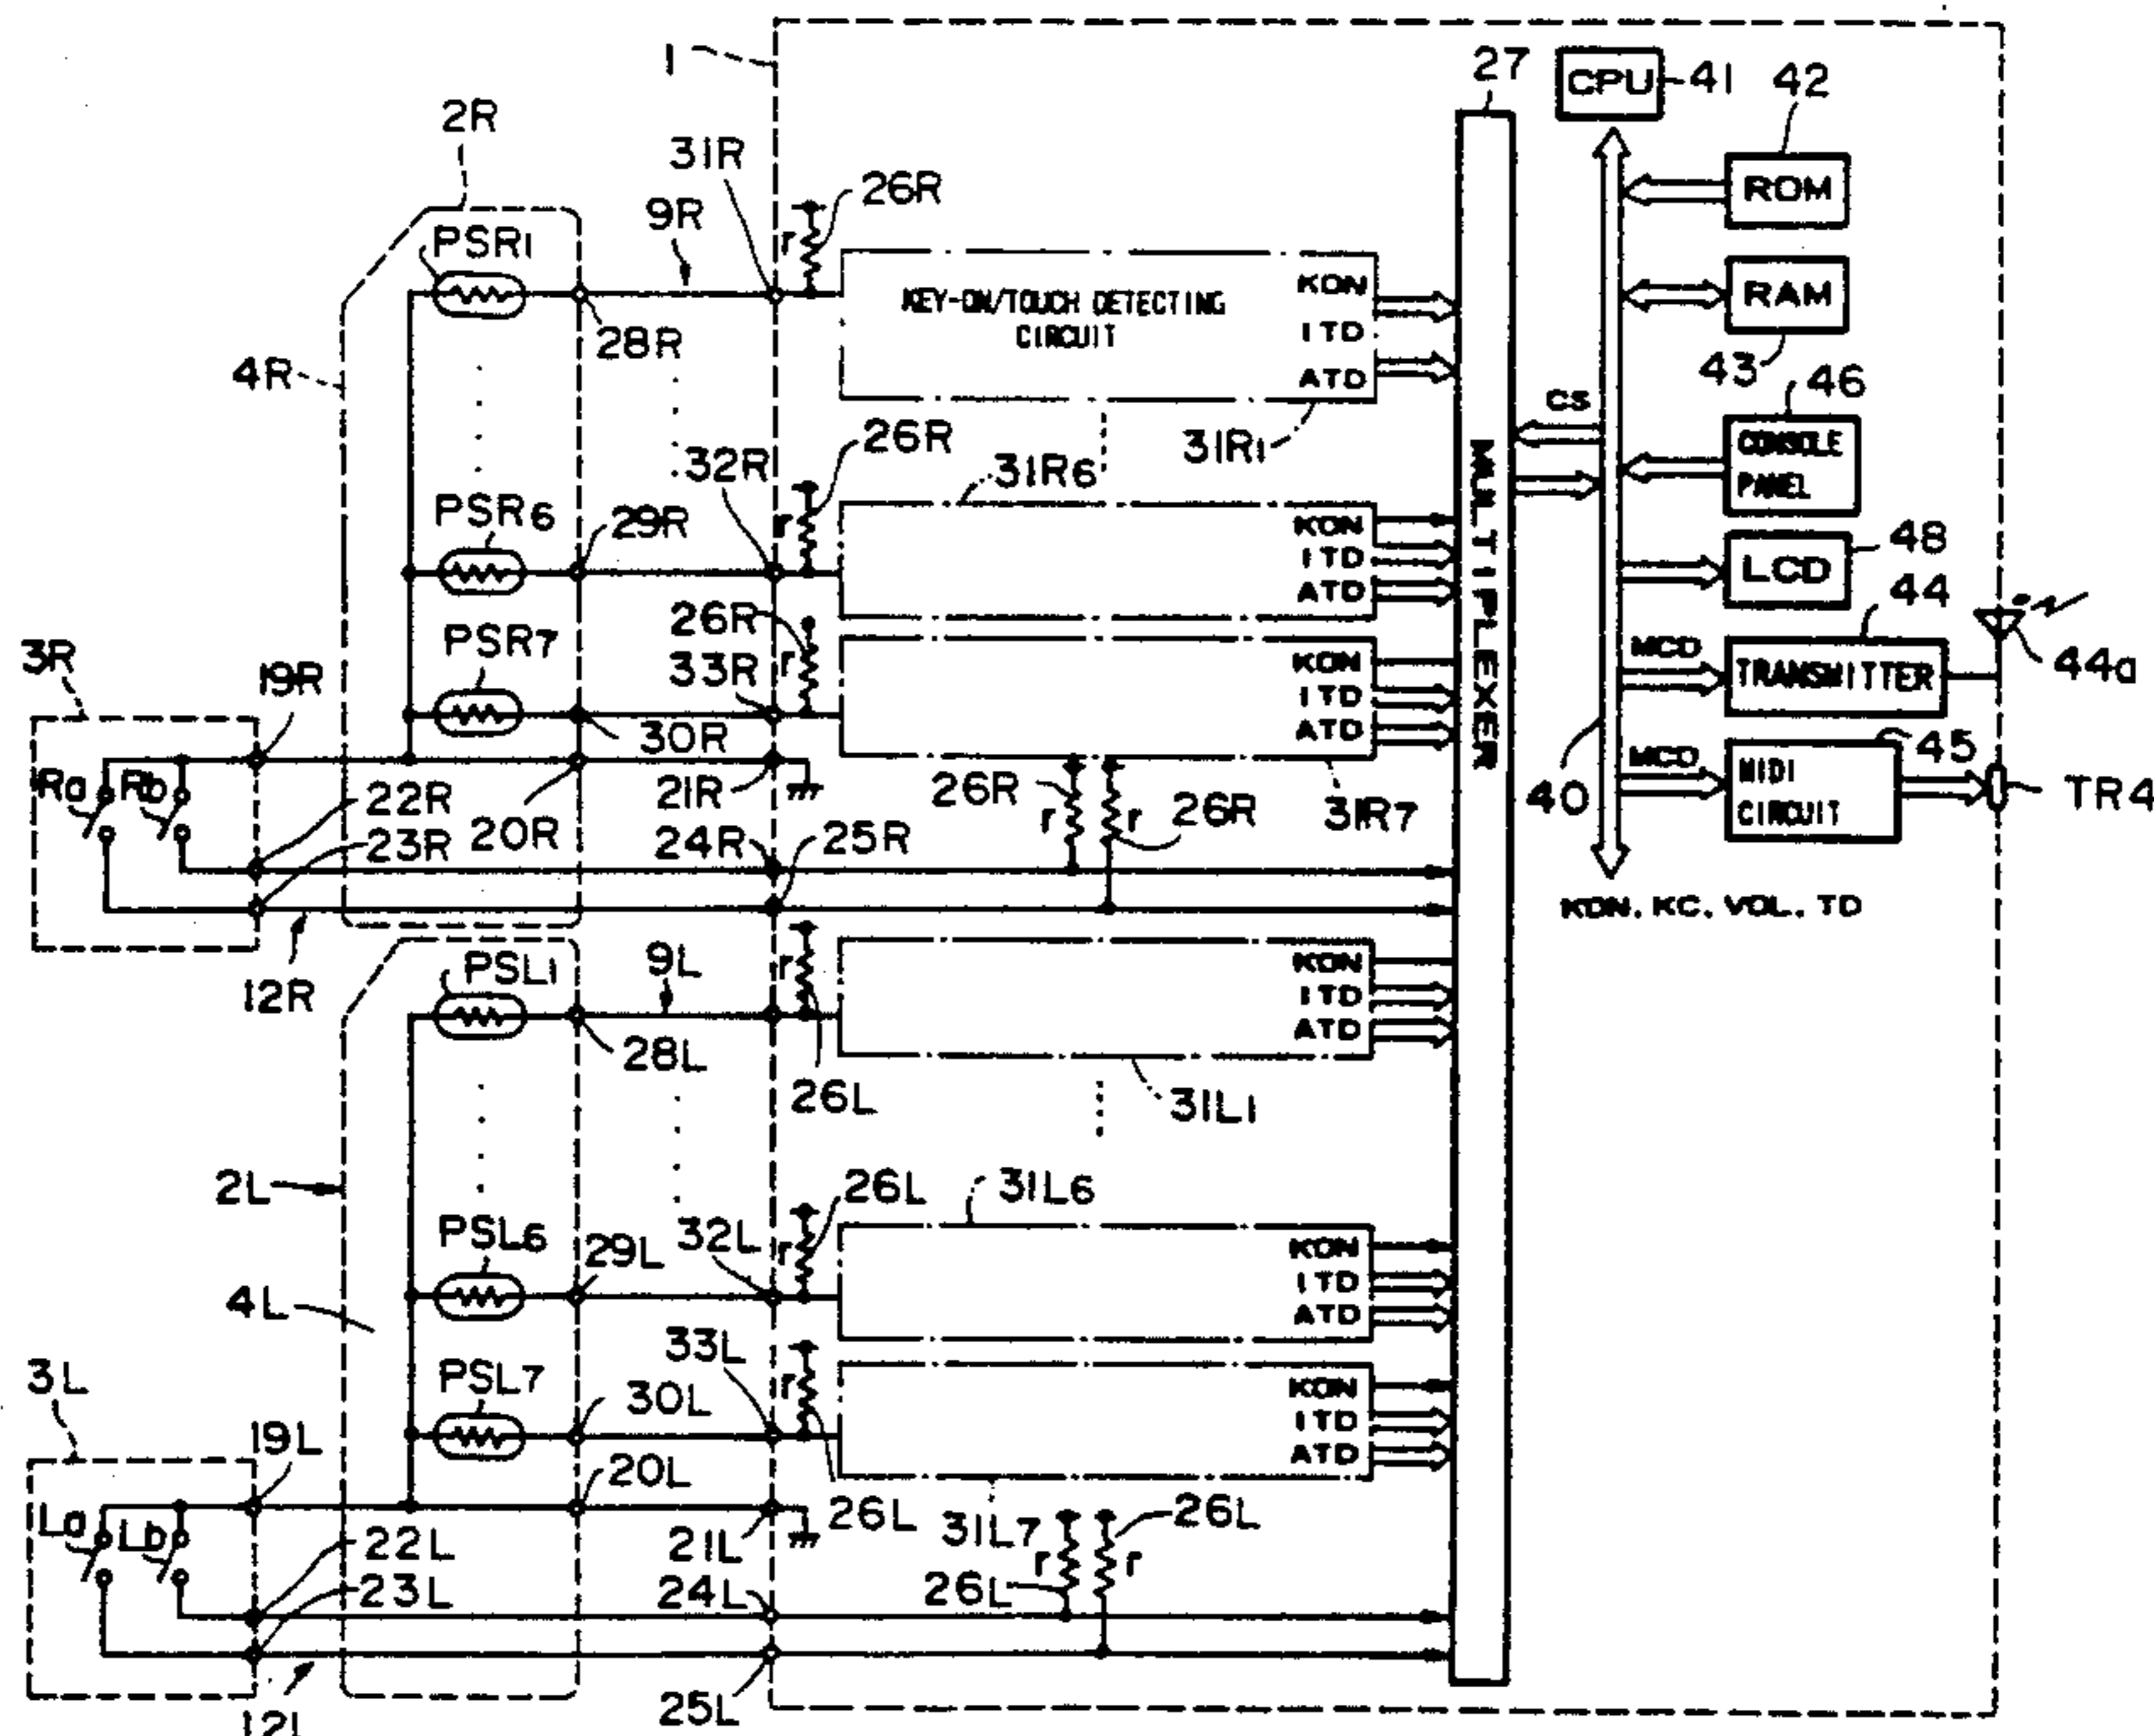 1
27
CPU
41
42
2R
31R
26R
ROM
9R
r
PSR1
KEY-ON/TOUCH DETECTING
CIRCUIT
KON
ITD
ATD
RAM
28R
43
4R
46
CS
26R
31R1
CONSOLE
PANEL
32R
31R6
MULTIPLEXER
PSR6
29R
r
KON
ITD
ATD
48
LCD
44
26R
PSR7
r
KON
ITD
ATD
MCD
TRANSMITTER
44a
3R
19R
33R
30R
45
MCD
MIDI
CIRCUIT
TR4
Ra
Rb
22R
21R
26R
r
r
31R7
40
23R
20R
24R
25R
26R
KON, KC, VOL, TD
12R
PSL1
9L
r
KON
ITD
ATD
28L
26L
31L1
2L
26L
31L6
PSL6
29L
32L
r
KON
ITD
ATD
4L
33L
3L
PSL7
30L
r
KON
ITD
ATD
19L
20L
26L
31L7
26L
La
Lb
22L
21L
r
r
23L
24L
26L
25L
12L